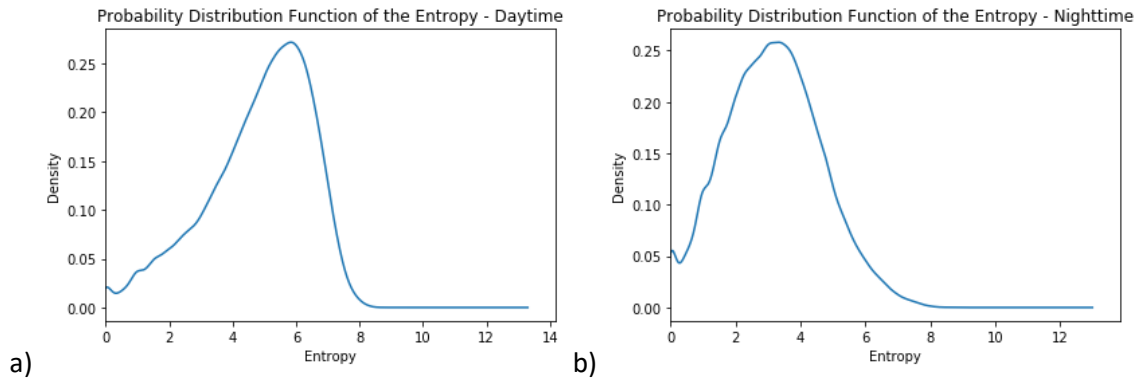 Probability Distribution Function of the Entropy - Daytime
0.25
0.20
0.15
0.10
0.05
0.00
Density
0 2 4 6 8 10 12 14
Entropy
a)
Probability Distribution Function of the Entropy - Nighttime
0.25
0.20
0.15
0.10
0.05
0.00
Density
0 2 4 6 8 10 12
Entropy
b)